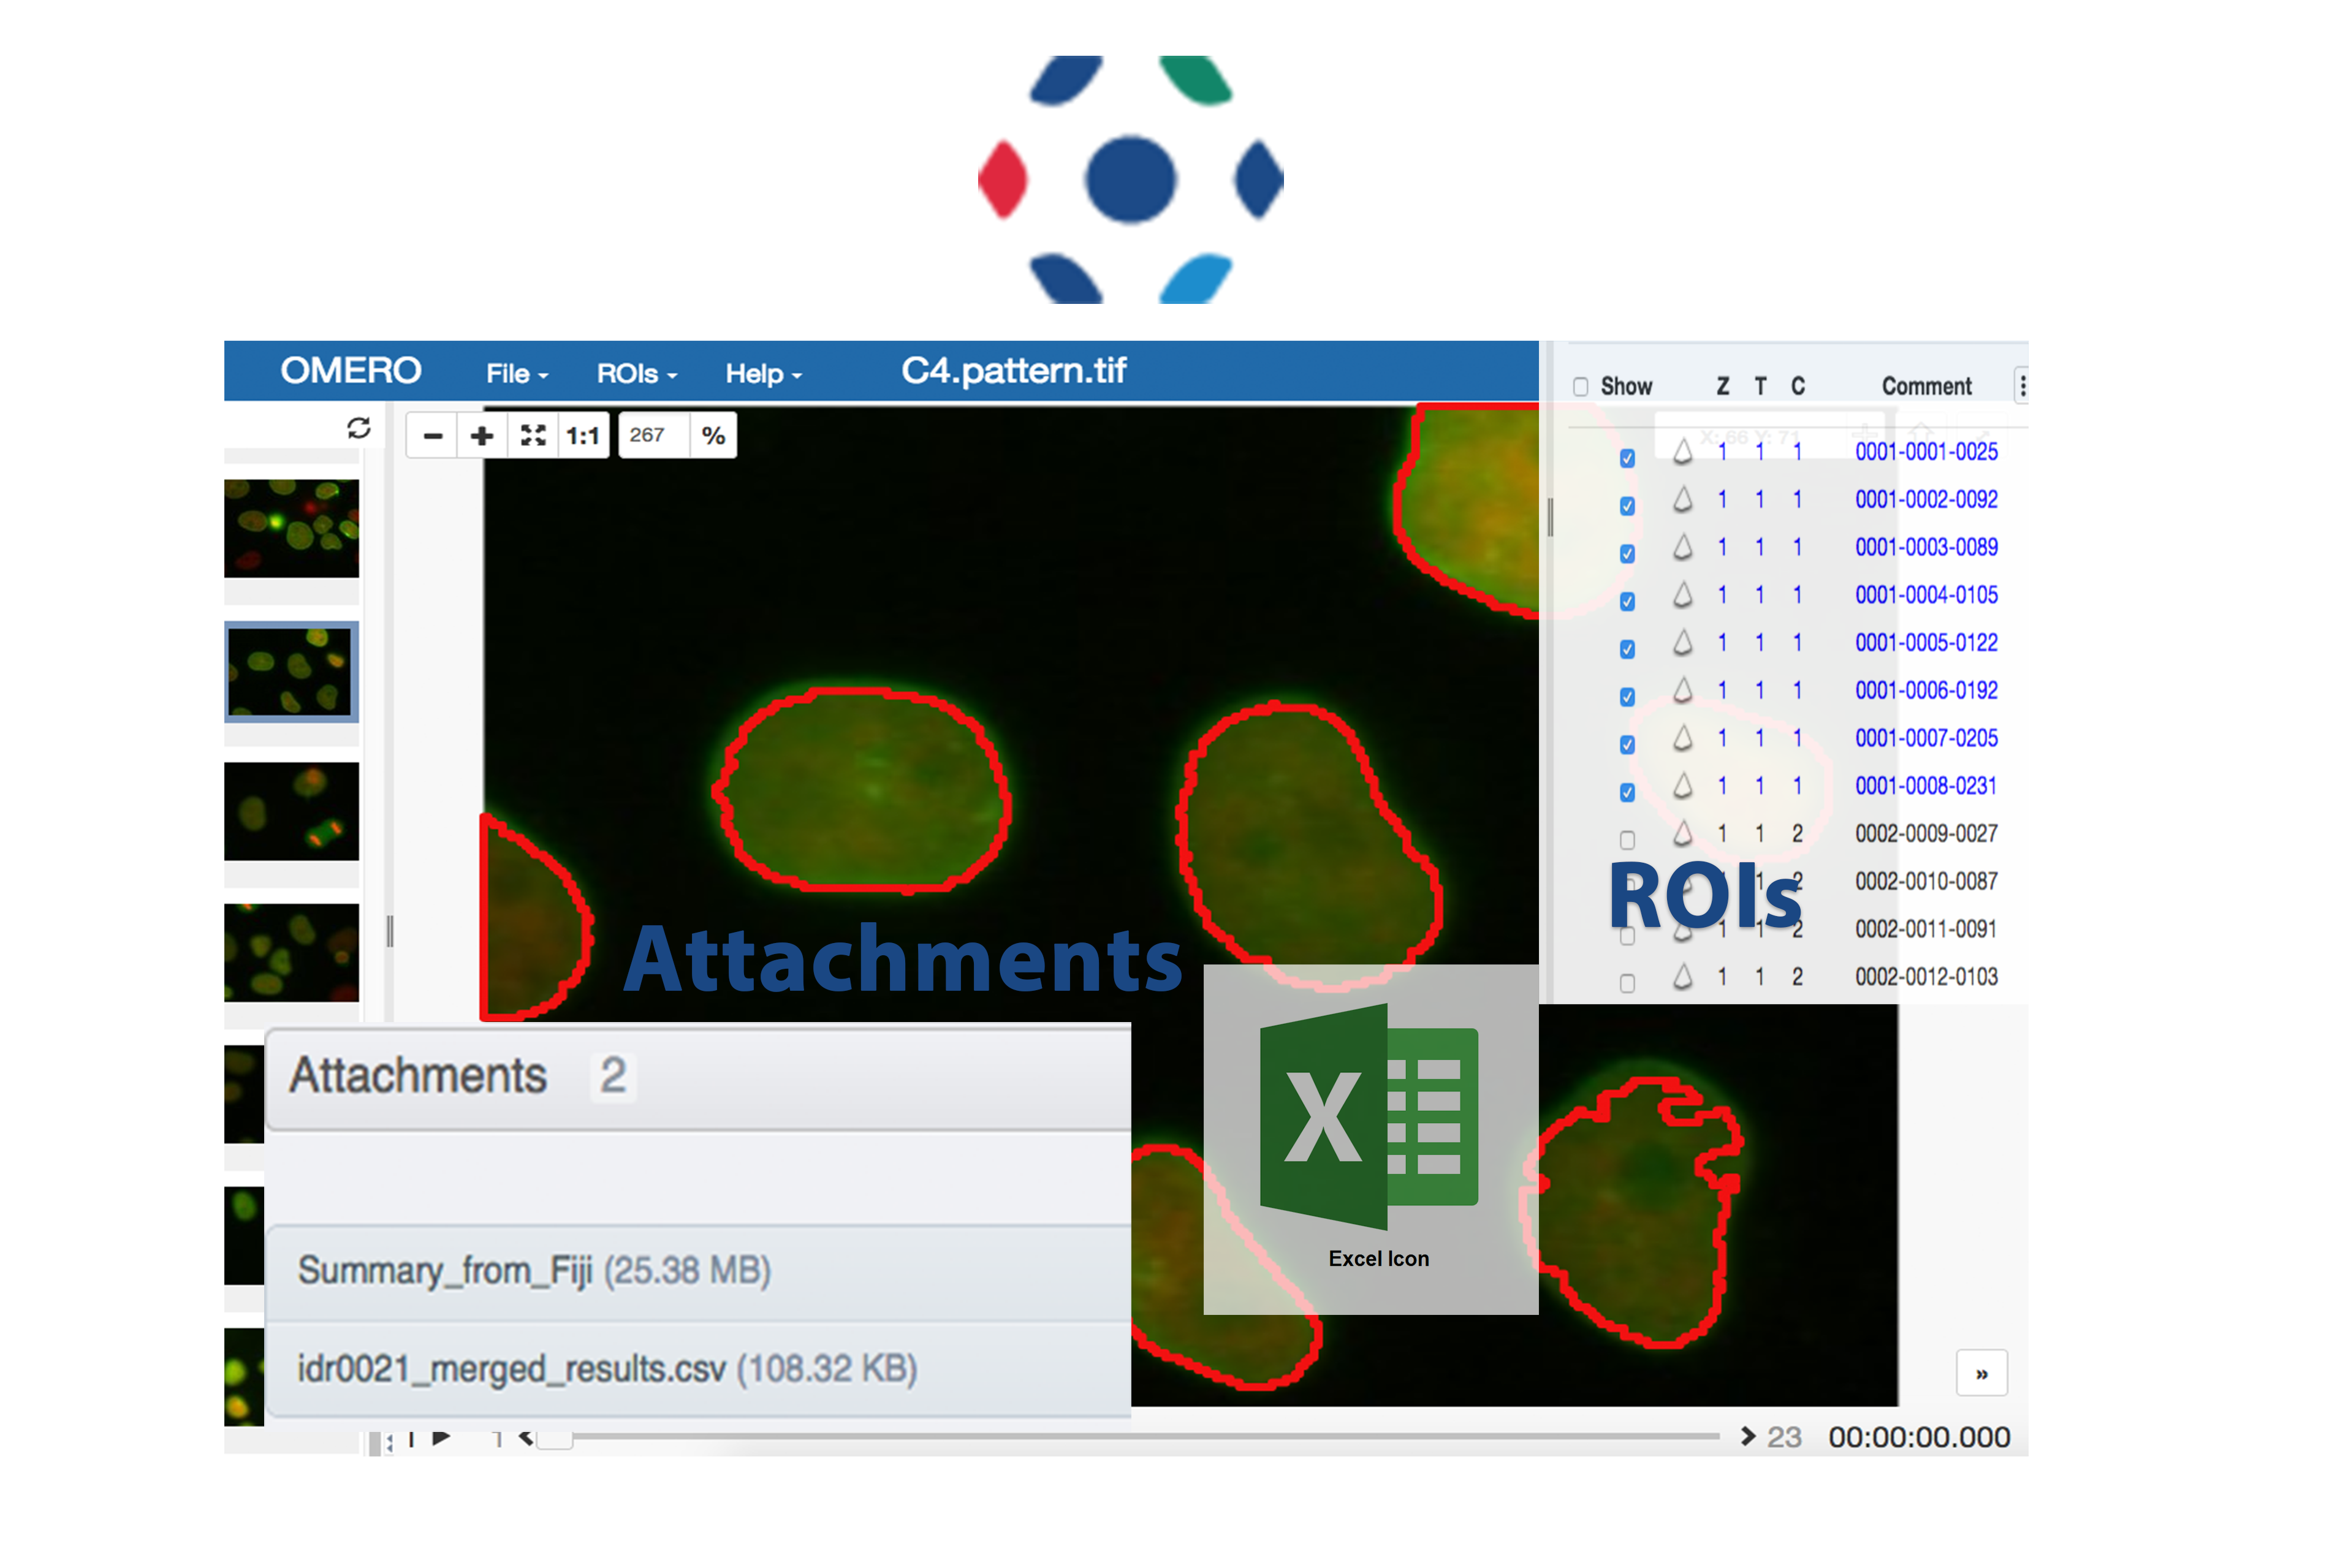 OMERO File ROIs Help C4.pattern.tif
Show Z T C Comment
1:1 267 %
X: 66 Y: 71
1 1 1 0001-0001-0025
1 1 1 0001-0002-0092
1 1 1 0001-0003-0089
1 1 1 0001-0004-0105
1 1 1 0001-0005-0122
1 1 1 0001-0006-0192
1 1 1 0001-0007-0205
1 1 1 0001-0008-0231
1 1 2 0002-0009-0027
1 2 0002-0010-0087
ROIs
1 1 2 0002-0011-0091
1 1 2 0002-0012-0103
Attachments
Attachments 2
Summary_from_Fiji (25.38 MB)
idr0021_merged_results.csv (108.32 KB)
X
Excel Icon
»
1 23 00:00:00.000